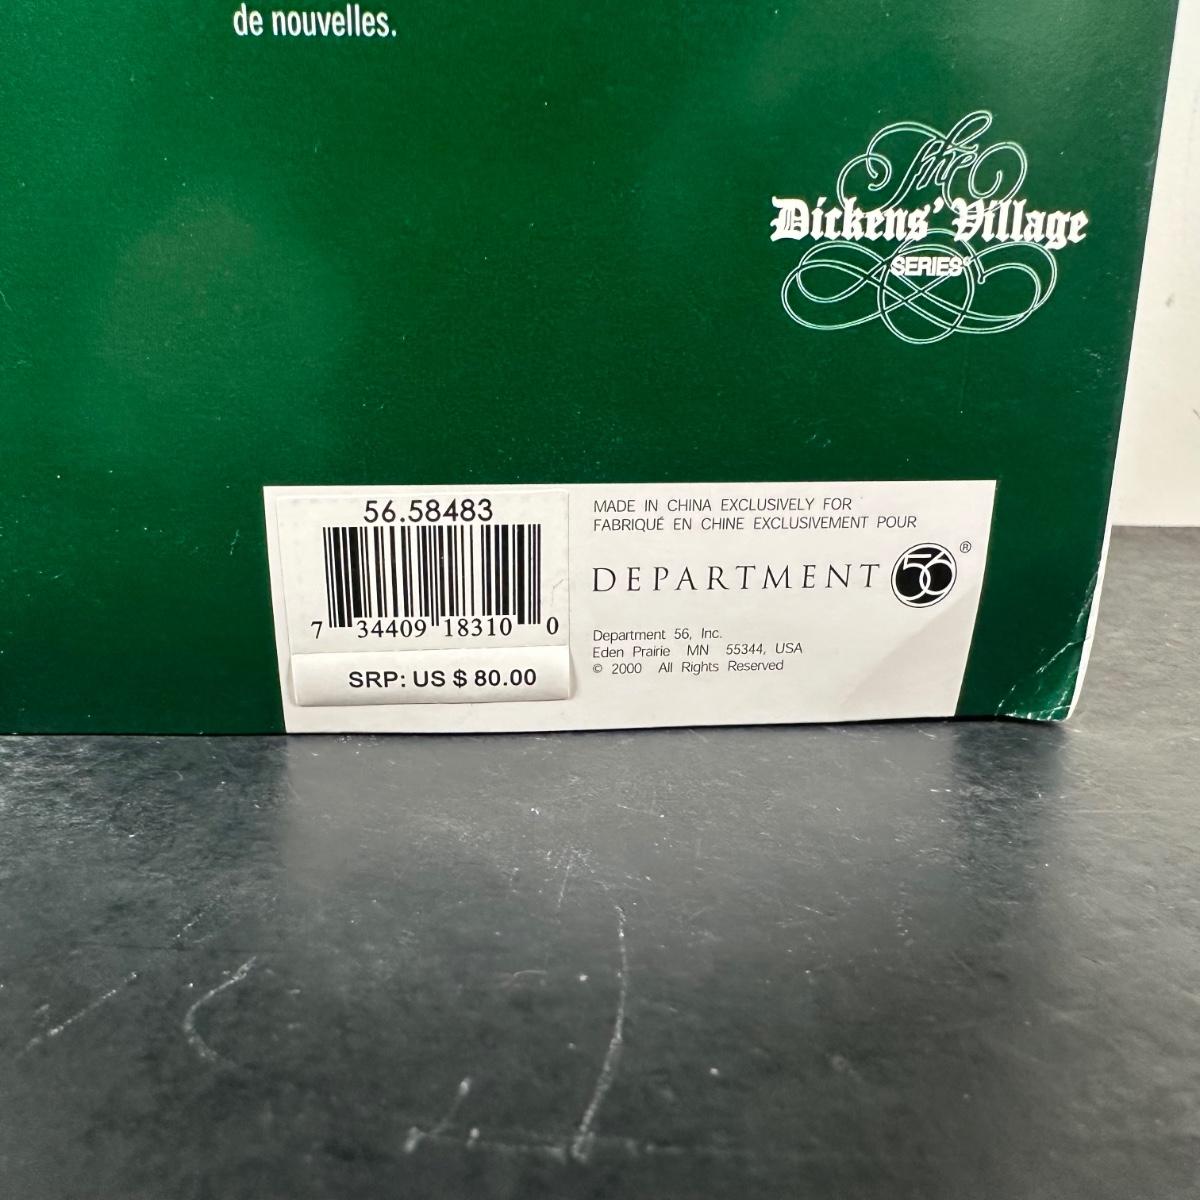 de nouvelles.
The
Dickens' Village
SERIES®
56.58483
7 34409 18310 0
SRP: US $ 80.00
MADE IN CHINA EXCLUSIVELY FOR
FABRIQUÉ EN CHINE EXCLUSIVEMENT POUR
DEPARTMENT 56 ®
Department 56, Inc.
Eden Prairie MN 55344, USA
© 2000 All Rights Reserved